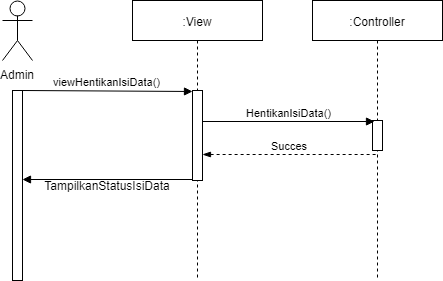 :View
:Controller
Admin
viewHentikanIsiData()
HentikanIsiData()
Succes
TampilkanStatusIsiData